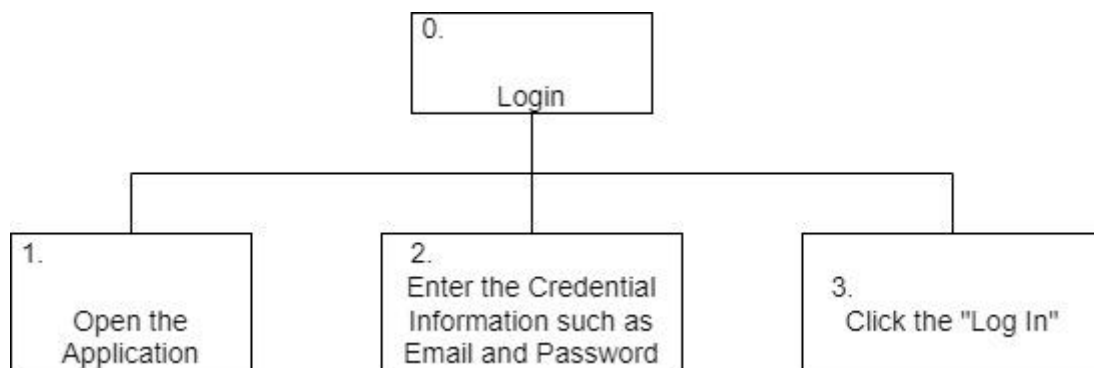 0.
Login
1.
Open the
Application
2.
Enter the Credential
Information such as
Email and Password
3.
Click the "Log In"